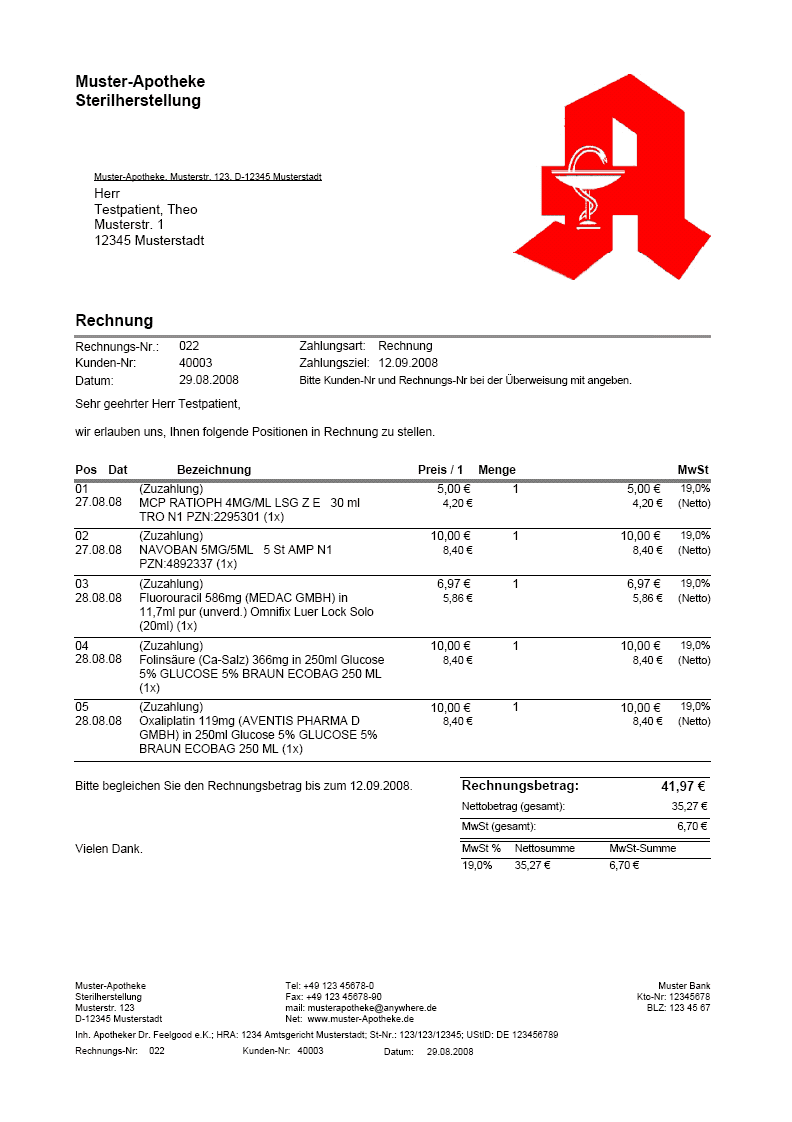 Muster-Apotheke
Sterilherstellung
Muster-Apotheke, Musterstr. 123, D-12345 Musterstadt
Herr
Testpatient, Theo
Musterstr. 1
12345 Musterstadt
Rechnung
Rechnungs-Nr.: 022 Zahlungsart: Rechnung
Kunden-Nr: 40003 Zahlungsziel: 12.09.2008
Datum: 29.08.2008 Bitte Kunden-Nr und Rechnungs-Nr bei der Überweisung mit angeben.
Sehr geehrter Herr Testpatient,
wir erlauben uns, Ihnen folgende Positionen in Rechnung zu stellen.
Pos Dat Bezeichnung Preis / 1 Menge MwSt
01 (Zuzahlung) 5,00 € 1 5,00 € 19,0%
27.08.08 MCP RATIOPH 4MG/ML LSG Z E 30 ml 4,20 € 4,20 € (Netto)
TRO N1 PZN:2295301 (1x)
02 (Zuzahlung) 10,00 € 1 10,00 € 19,0%
27.08.08 NAVOBAN 5MG/5ML 5 St AMP N1 8,40 € 8,40 € (Netto)
PZN:4892337 (1x)
03 (Zuzahlung) 6,97 € 1 6,97 € 19,0%
28.08.08 Fluorouracil 586mg (MEDAC GMBH) in 5,86 € 5,86 € (Netto)
11,7ml pur (unverd.) Omnifix Luer Lock Solo
(20ml) (1x)
04 (Zuzahlung) 10,00 € 1 10,00 € 19,0%
28.08.08 Folinsäure (Ca-Salz) 366mg in 250ml Glucose 8,40 € 8,40 € (Netto)
5% GLUCOSE 5% BRAUN ECOBAG 250 ML
(1x)
05 (Zuzahlung) 10,00 € 1 10,00 € 19,0%
28.08.08 Oxaliplatin 119mg (AVENTIS PHARMA D 8,40 € 8,40 € (Netto)
GMBH) in 250ml Glucose 5% GLUCOSE 5%
BRAUN ECOBAG 250 ML (1x)
Bitte begleichen Sie den Rechnungsbetrag bis zum 12.09.2008. Rechnungsbetrag: 41,97 €
Nettobetrag (gesamt): 35,27 €
MwSt (gesamt): 6,70 €
Vielen Dank. MwSt % Nettosumme MwSt-Summe
19,0% 35,27 € 6,70 €
Muster-Apotheke Tel: +49 123 45678-0 Muster Bank
Sterilherstellung Fax: +49 123 45678-90 Kto-Nr: 12345678
Musterstr. 123 mail: musterapotheke@anywhere.de BLZ: 123 45 67
D-12345 Musterstadt Net: www.muster-Apotheke.de
Inh. Apotheker Dr. Feelgood e.K.; HRA: 1234 Amtsgericht Musterstadt; St-Nr.: 123/123/12345; UStID: DE 123456789
Rechnungs-Nr: 022 Kunden-Nr: 40003 Datum: 29.08.2008